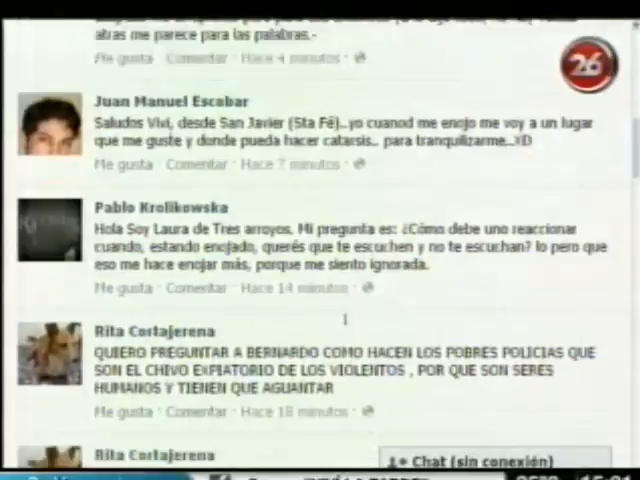 atras me parece para las palabras.-
Me gusta · Comentar · Hace 4 minutos ·
26
Juan Manuel Escobar
Saludos Vivi, desde San Javier (Sta Fé)..yo cuanod me enojo me voy a un lugar
que me guste y donde pueda hacer catarsis.. para tranquilizarme..XD
Me gusta · Comentar · Hace 7 minutos ·
Pablo Krolikowska
Hola Soy Laura de Tres arroyos. Mi pregunta es: ¿Cómo debe uno reaccionar
cuando, estando enojado, querés que te escuchen y no te escuchan? lo pero que
eso me hace enojar más, porque me siento ignorada.
Me gusta · Comentar · Hace 14 minutos ·
Rita Cortajerena
QUIERO PREGUNTAR A BERNARDO COMO HACEN LOS POBRES POLICIAS QUE
SON EL CHIVO EXPIATORIO DE LOS VIOLENTOS , POR QUE SON SERES
HUMANOS Y TIENEN QUE AGUANTAR
Me gusta · Comentar · Hace 18 minutos ·
Rita Cortajerena
Chat (sin conexión)